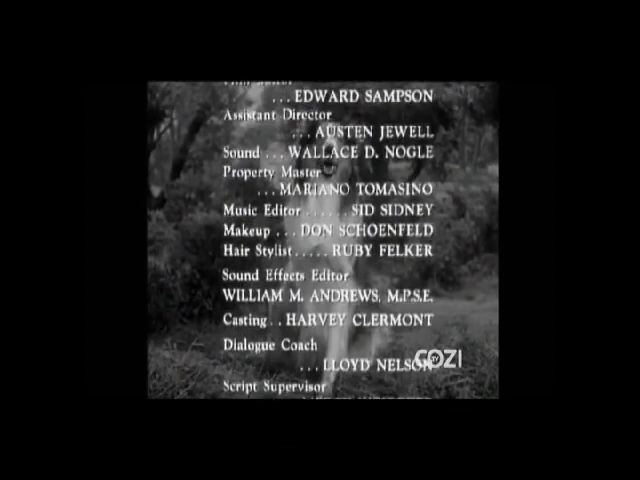 ... EDWARD SAMPSON
Assistant Director
... AUSTEN JEWELL
Sound ... WALLACE D. NOGLE
Property Master
... MARIANO TOMASINO
Music Editor ...... SID SIDNEY
Makeup ... DON SCHOENFELD
Hair Stylist ..... RUBY FELKER
Sound Effects Editor
WILLIAM M. ANDREWS, M.P.S.E.
Casting .. HARVEY CLERMONT
Dialogue Coach
... LLOYD NELSON
COZI
TV
Script Supervisor